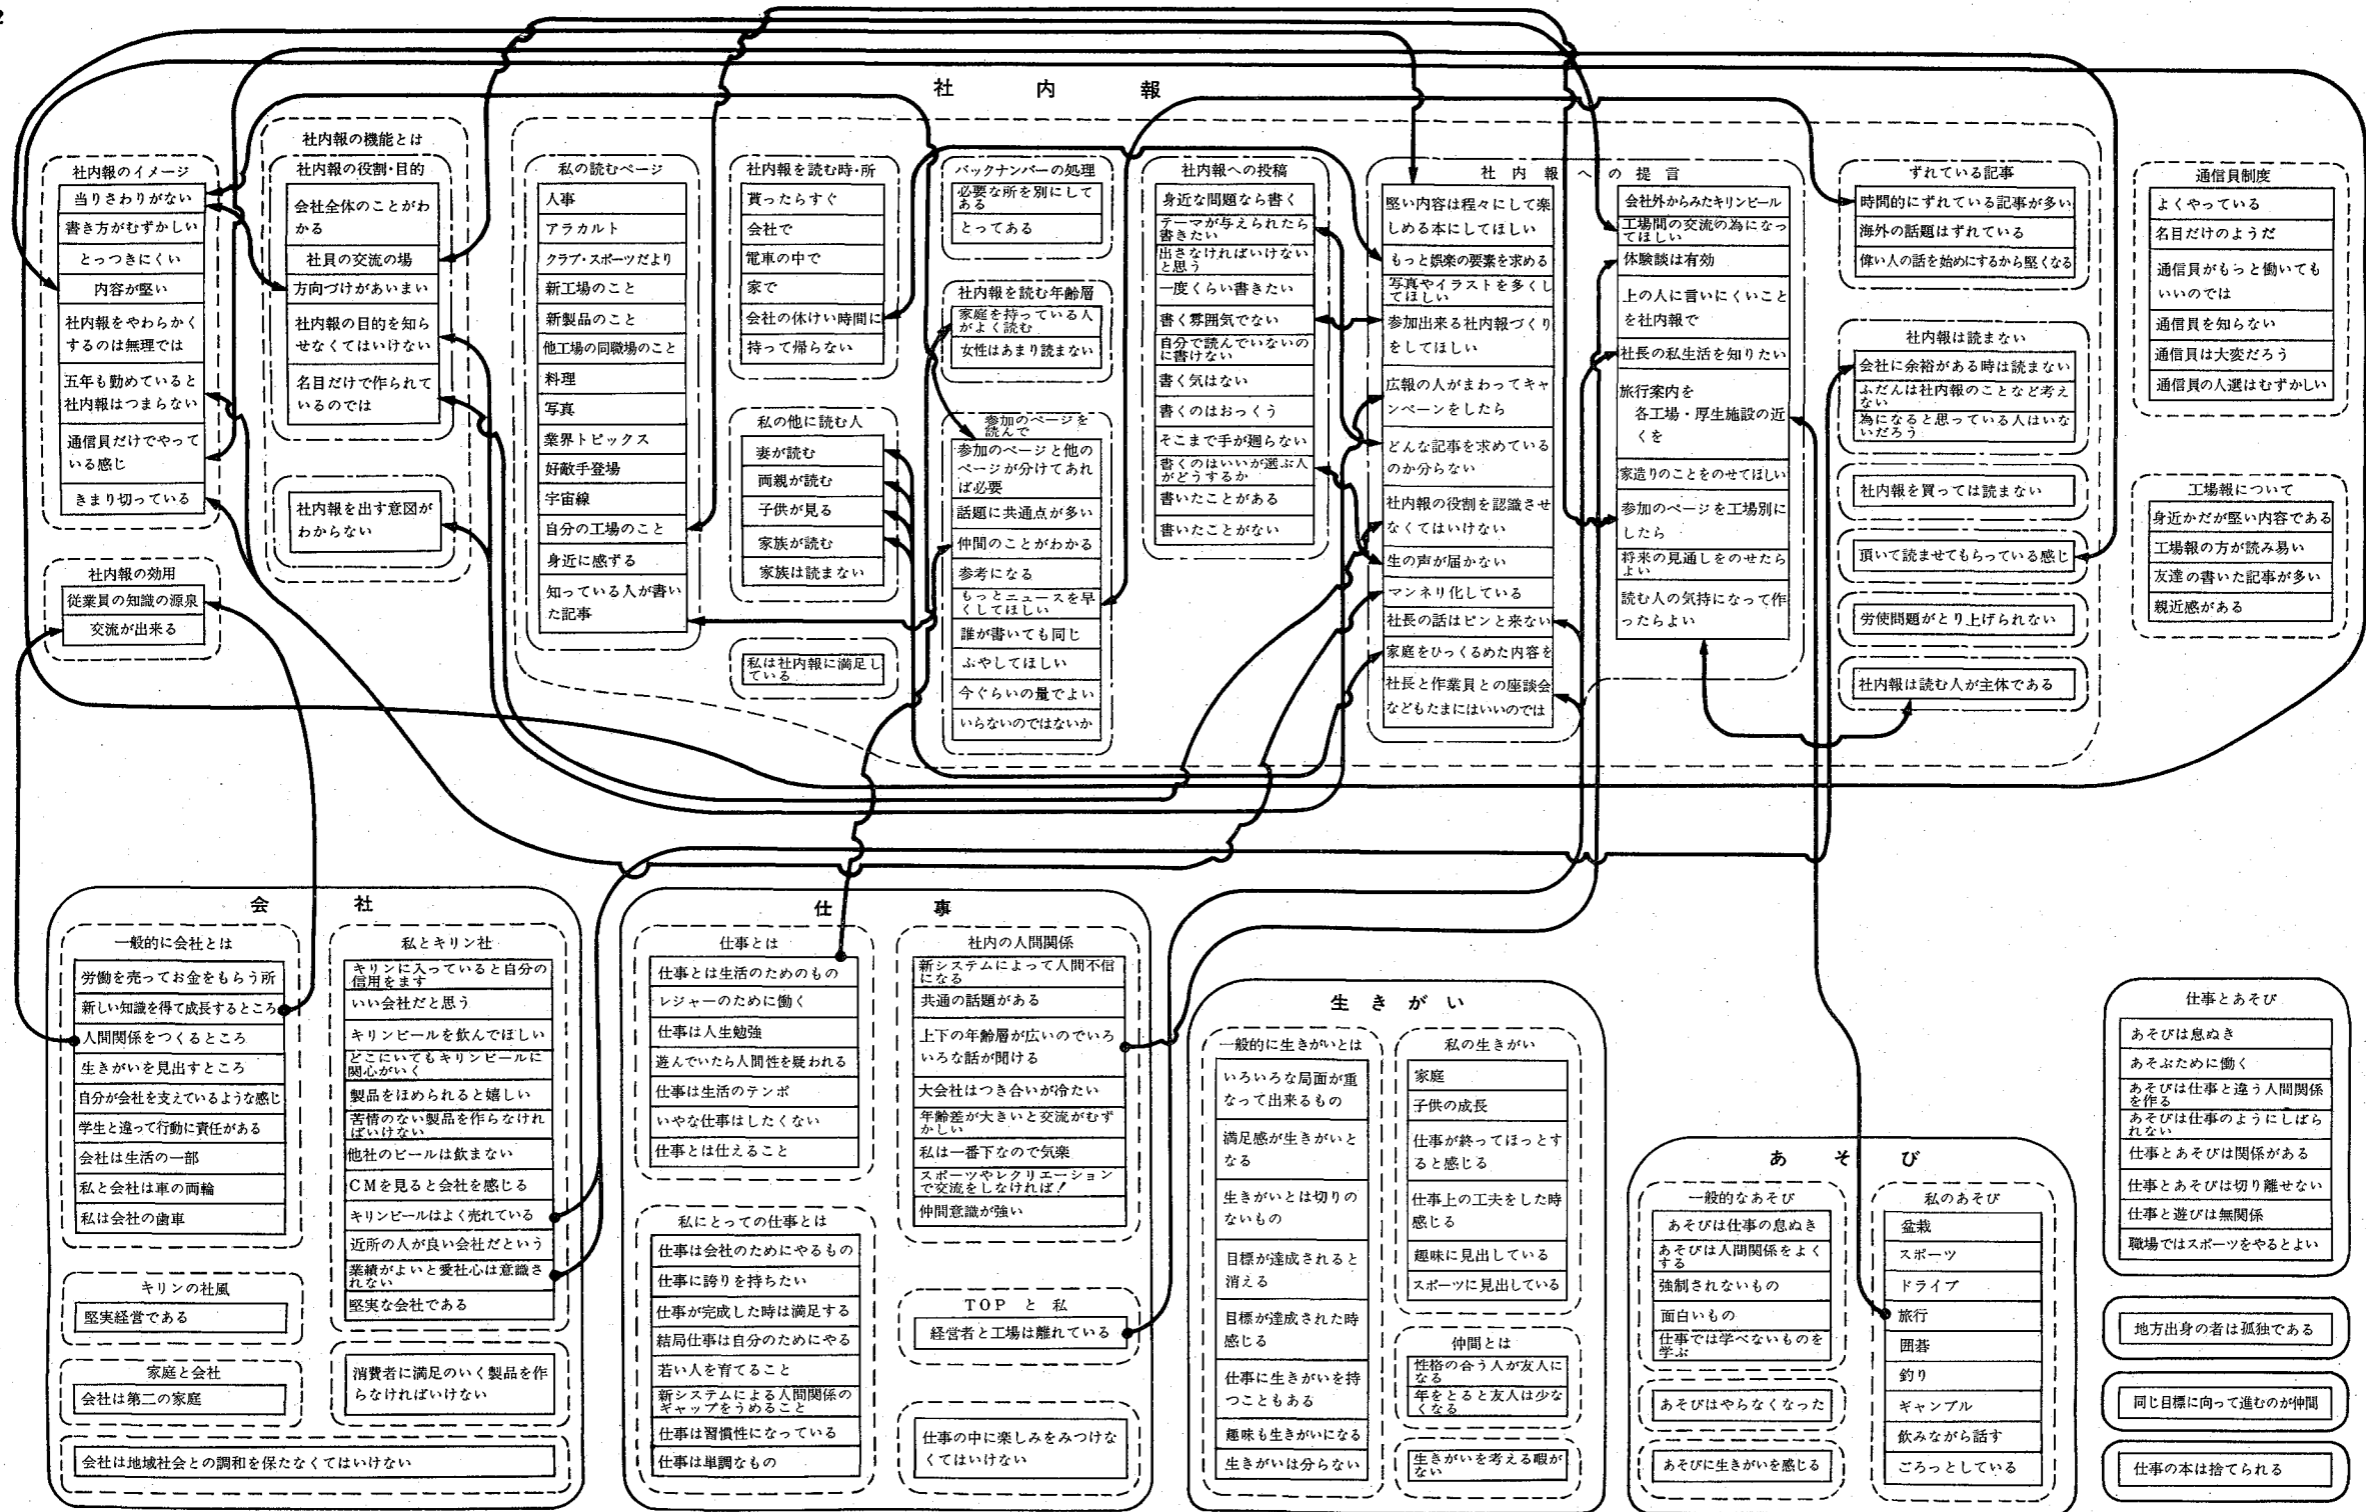 2
社内報
社内報のイメージ
当りさわりがない
書き方がむずかしい
とっつきにくい
内容が堅い
社内報をやわらかく
するのは無理では
五年も勤めていると
社内報はつまらない
通信員だけでやって
いる感じ
きまり切っている
社内報の効用
従業員の知識の源泉
交流が出来る
社内報の機能とは
社内報の役割・目的
会社全体のことがわ
かる
社員の交流の場
方向づけがあいまい
社内報の目的を知ら
せなくてはいけない
名目だけで作られて
いるのでは
社内報を出す意図が
わからない
私の読むページ
人事
アラカルト
クラブ・スポーツだより
新工場のこと
新製品のこと
他工場の同職場のこと
料理
写真
業界トピックス
好敵手登場
宇宙線
自分の工場のこと
身近に感ずる
知っている人が書い
た記事
社内報を読む時・所
貰ったらすぐ
会社で
電車の中で
家で
会社の休けい時間に
持って帰らない
私の他に読む人
妻が読む
両親が読む
子供が見る
家族が読む
家族は読まない
私は社内報に満足し
ている
バックナンバーの処理
必要な所を別にして
ある
とってある
社内報を読む年齢層
家庭を持っている人
がよく読む
女性はあまり読まない
参加のページを
読んで
参加のページと他の
ページが分けてあれ
ば必要
話題に共通点が多い
仲間のことがわかる
参考になる
もっとニュースを早
くしてほしい
誰が書いても同じ
ふやしてほしい
今ぐらいの量でよい
いらないのではないか
社内報への投稿
身近な問題なら書く
テーマが与えられたら
書きたい
出さなければいけない
と思う
一度くらい書きたい
書く雰囲気でない
自分で読んでいないの
に書けない
書く気はない
書くのはおっくう
そこまで手が廻らない
書くのはいいが選ぶ人
がどうするか
書いたことがある
書いたことがない
社内報への提言
堅い内容は程々にして楽
しめる本にしてほしい
もっと娯楽の要素を求める
写真やイラストを多くし
てほしい
参加出来る社内報づくり
をしてほしい
広報の人がまわってキャ
ンペーンをしたら
どんな記事を求めている
のか分らない
社内報の役割を認識させ
なくてはいけない
生の声が届かない
マンネリ化している
社長の話はピンと来ない
家庭をひっくるめた内容を
社長と作業員との座談会
などもたまにはいいのでは
会社外からみたキリンビール
工場間の交流の為になっ
てほしい
体験談は有効
上の人に言いにくいこと
を社内報で
社長の私生活を知りたい
旅行案内を
各工場・厚生施設の近
くを
家造りのことをのせてほしい
参加のページを工場別に
したら
将来の見通しをのせたら
よい
読む人の気持になって作
ったらよい
ずれている記事
時間的にずれている記事が多い
海外の話題はずれている
偉い人の話を始めにするから堅くなる
社内報は読まない
会社に余裕がある時は読まない
ふだんは社内報のことなど考え
ない
為になると思っている人はいな
いだろう
社内報を買っては読まない
頂いて読ませてもらっている感じ
労使問題がとり上げられない
社内報は読む人が主体である
通信員制度
よくやっている
名目だけのようだ
通信員がもっと働いても
いいのでは
通信員を知らない
通信員は大変だろう
通信員の人選はむずかしい
工場報について
身近かだが堅い内容である
工場報の方が読み易い
友達の書いた記事が多い
親近感がある
会社
一般的に会社とは
労働を売ってお金をもらう所
新しい知識を得て成長するところ
人間関係をつくるところ
生きがいを見出すところ
自分が会社を支えているような感じ
学生と違って行動に責任がある
会社は生活の一部
私と会社は車の両輪
私は会社の歯車
キリンの社風
堅実経営である
家庭と会社
会社は第二の家庭
私とキリン社
キリンに入っていると自分の
信用をます
いい会社だと思う
キリンビールを飲んでほしい
どこにいてもキリンビールに
関心がいく
製品をほめられると嬉しい
苦情のない製品を作らなけれ
ばいけない
他社のビールは飲まない
CMを見ると会社を感じる
キリンビールはよく売れている
近所の人が良い会社だという
業績がよいと愛社心は意識さ
れない
堅実な会社である
消費者に満足のいく製品を作
らなければいけない
会社は地域社会との調和を保たなくてはいけない
仕事
仕事とは
仕事とは生活のためのもの
レジャーのために働く
仕事は人生勉強
遊んでいたら人間性を疑われる
仕事は生活のテンポ
いやな仕事はしたくない
仕事とは仕えること
私にとっての仕事とは
仕事は会社のためにやるもの
仕事に誇りを持ちたい
仕事が完成した時は満足する
結局仕事は自分のためにやる
若い人を育てること
新システムによる人間関係の
ギャップをうめること
仕事は習慣性になっている
仕事は単調なもの
社内の人間関係
新システムによって人間不信
になる
共通の話題がある
上下の年齢層が広いのでいろ
いろな話が聞ける
大会社はつき合いが冷たい
年齢差が大きいと交流がむず
かしい
私は一番下なので気楽
スポーツやレクリエーション
で交流をしなければ!
仲間意識が強い
TOPと私
経営者と工場は離れている
仕事の中に楽しみをみつけな
くてはいけない
生きがい
一般的に生きがいとは
いろいろな局面が重
なって出来るもの
満足感が生きがいと
なる
生きがいとは切りの
ないもの
目標が達成されると
消える
目標が達成された時
感じる
仕事に生きがいを持
つこともある
趣味も生きがいになる
生きがいは分らない
私の生きがい
家庭
子供の成長
仕事が終ってほっとす
ると感じる
仕事上の工夫をした時
感じる
趣味に見出している
スポーツに見出している
仲間とは
性格の合う人が友人に
なる
年をとると友人は少な
くなる
生きがいを考える暇が
ない
あそび
一般的なあそび
あそびは仕事の息ぬき
あそびは人間関係をよく
する
強制されないもの
面白いもの
仕事では学べないものを
学ぶ
あそびはやらなくなった
あそびに生きがいを感じる
私のあそび
盆栽
スポーツ
ドライブ
旅行
囲碁
釣り
ギャンブル
飲みながら話す
ごろっとしている
仕事とあそび
あそびは息ぬき
あそぶために働く
あそびは仕事と違う人間関係
を作る
あそびは仕事のようにしばら
れない
仕事とあそびは関係がある
仕事とあそびは切り離せない
仕事と遊びは無関係
職場ではスポーツをやるとよい
地方出身の者は孤独である
同じ目標に向って進むのが仲間
仕事の本は捨てられる